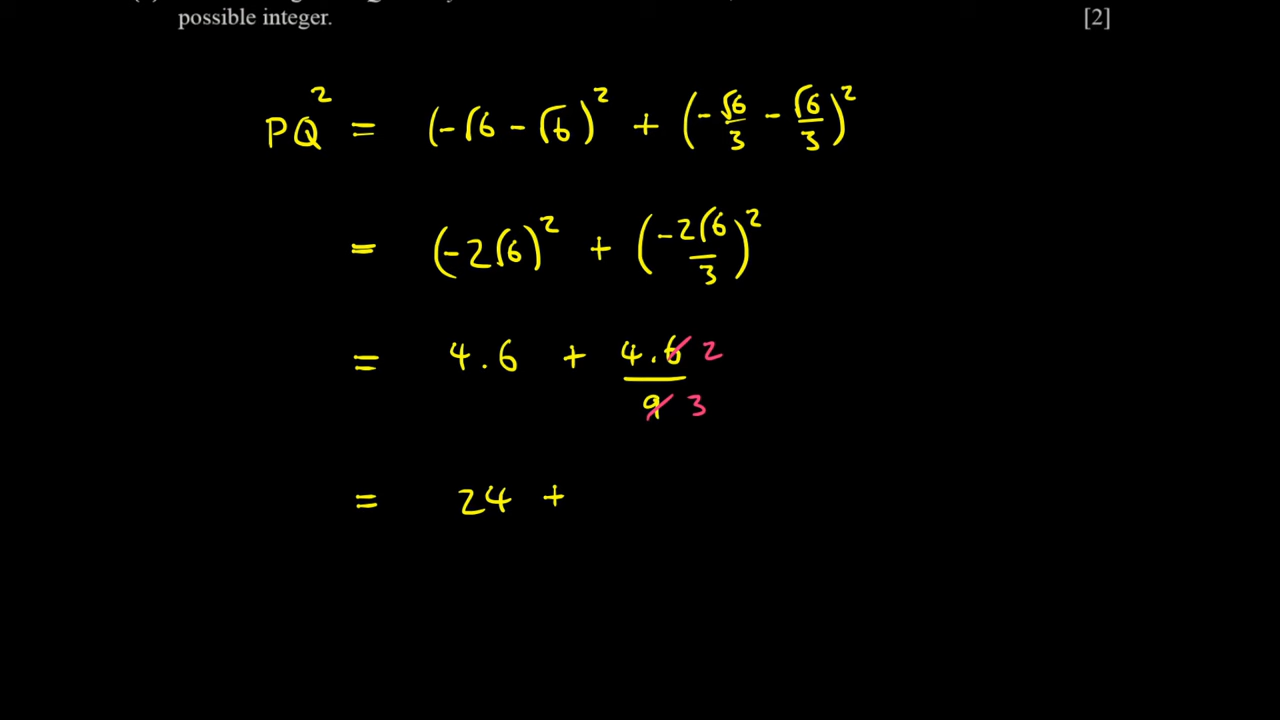 possible integer. [2]
PQ² = (-√6 - √6)² + (-√6/3 - √6/3)²
= (-2√6)² + (-2√6/3)²
= 4.6 + 4.6/9 2 3
= 24 +